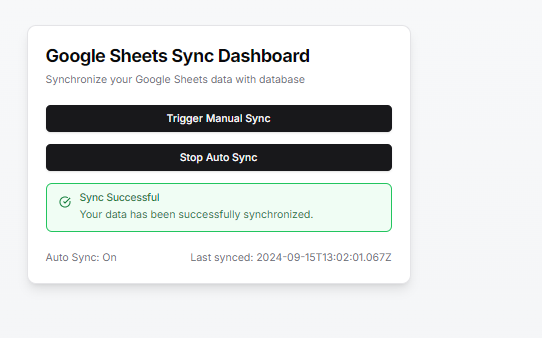 Google Sheets Sync Dashboard
Synchronize your Google Sheets data with database
Trigger Manual Sync
Stop Auto Sync
Sync Successful
Your data has been successfully synchronized.
Auto Sync: On
Last synced: 2024-09-15T13:02:01.067Z